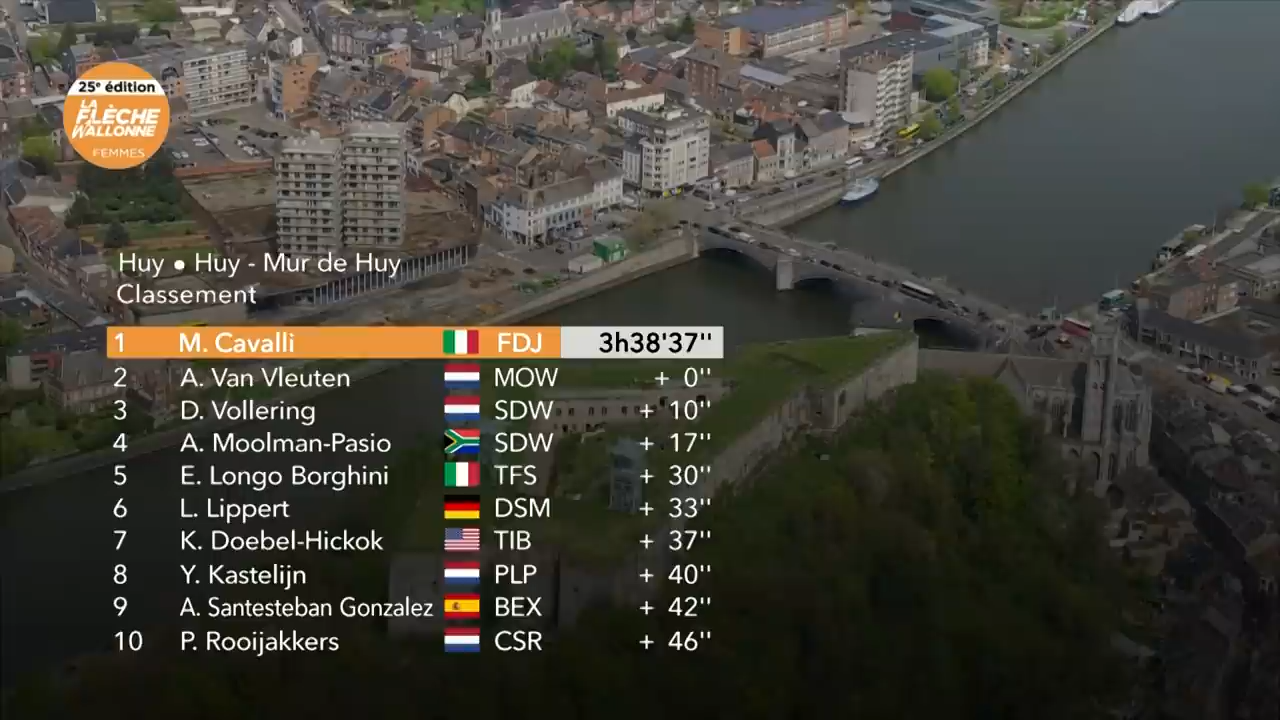 25e édition
LA
FLÈCHE
WALLONNE
FEMMES
Huy • Huy - Mur de Huy
Classement
1 M. Cavalli FDJ 3h38'37''
2 A. Van Vleuten MOW + 0''
3 D. Vollering SDW + 10''
4 A. Moolman-Pasio SDW + 17''
5 E. Longo Borghini TFS + 30''
6 L. Lippert DSM + 33''
7 K. Doebel-Hickok TIB + 37''
8 Y. Kastelijn PLP + 40''
9 A. Santesteban Gonzalez BEX + 42''
10 P. Rooijakkers CSR + 46''